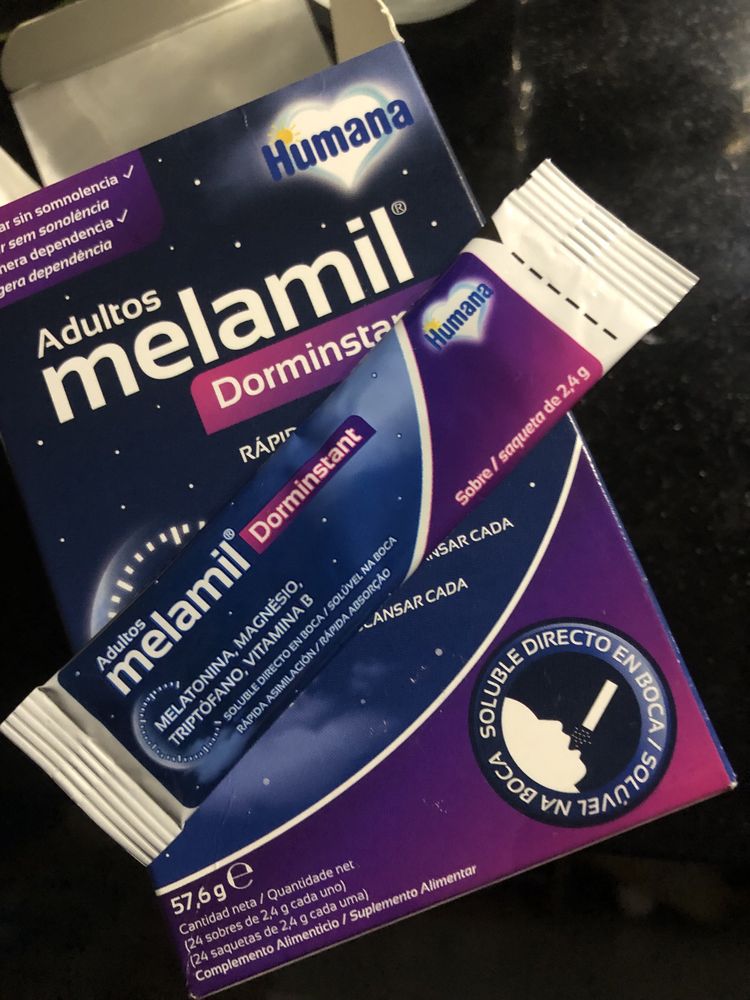 Humana
ar sin somnolencia
r sem sonolência
nera dependencia
gera dependência
Adultos
melamil®
Dorminstan
RÁPID
NSAR CADA
CANSAR CADA
SOLUBLE DIRECTO EN BOCA / SOLÚVEL NA BOCA
57,6 g e
Cantidad neta / Quantidade net
(24 sobres de 2,4 g cada uno)
(24 saquetas de 2,4 g cada uma)
Complemento Alimenticio / Suplemento Alimentar
Humana
Sobre / saqueta de 2,4 g
Adultos
melamil®
Dorminstant
MELATONINA, MAGNÉSIO,
TRIPTÓFANO, VITAMINA B
SOLUBLE DIRECTO EN BOCA / SOLÚVEL NA BOCA
RÁPIDA ASIMILACIÓN / RÁPIDA ABSORÇÃO